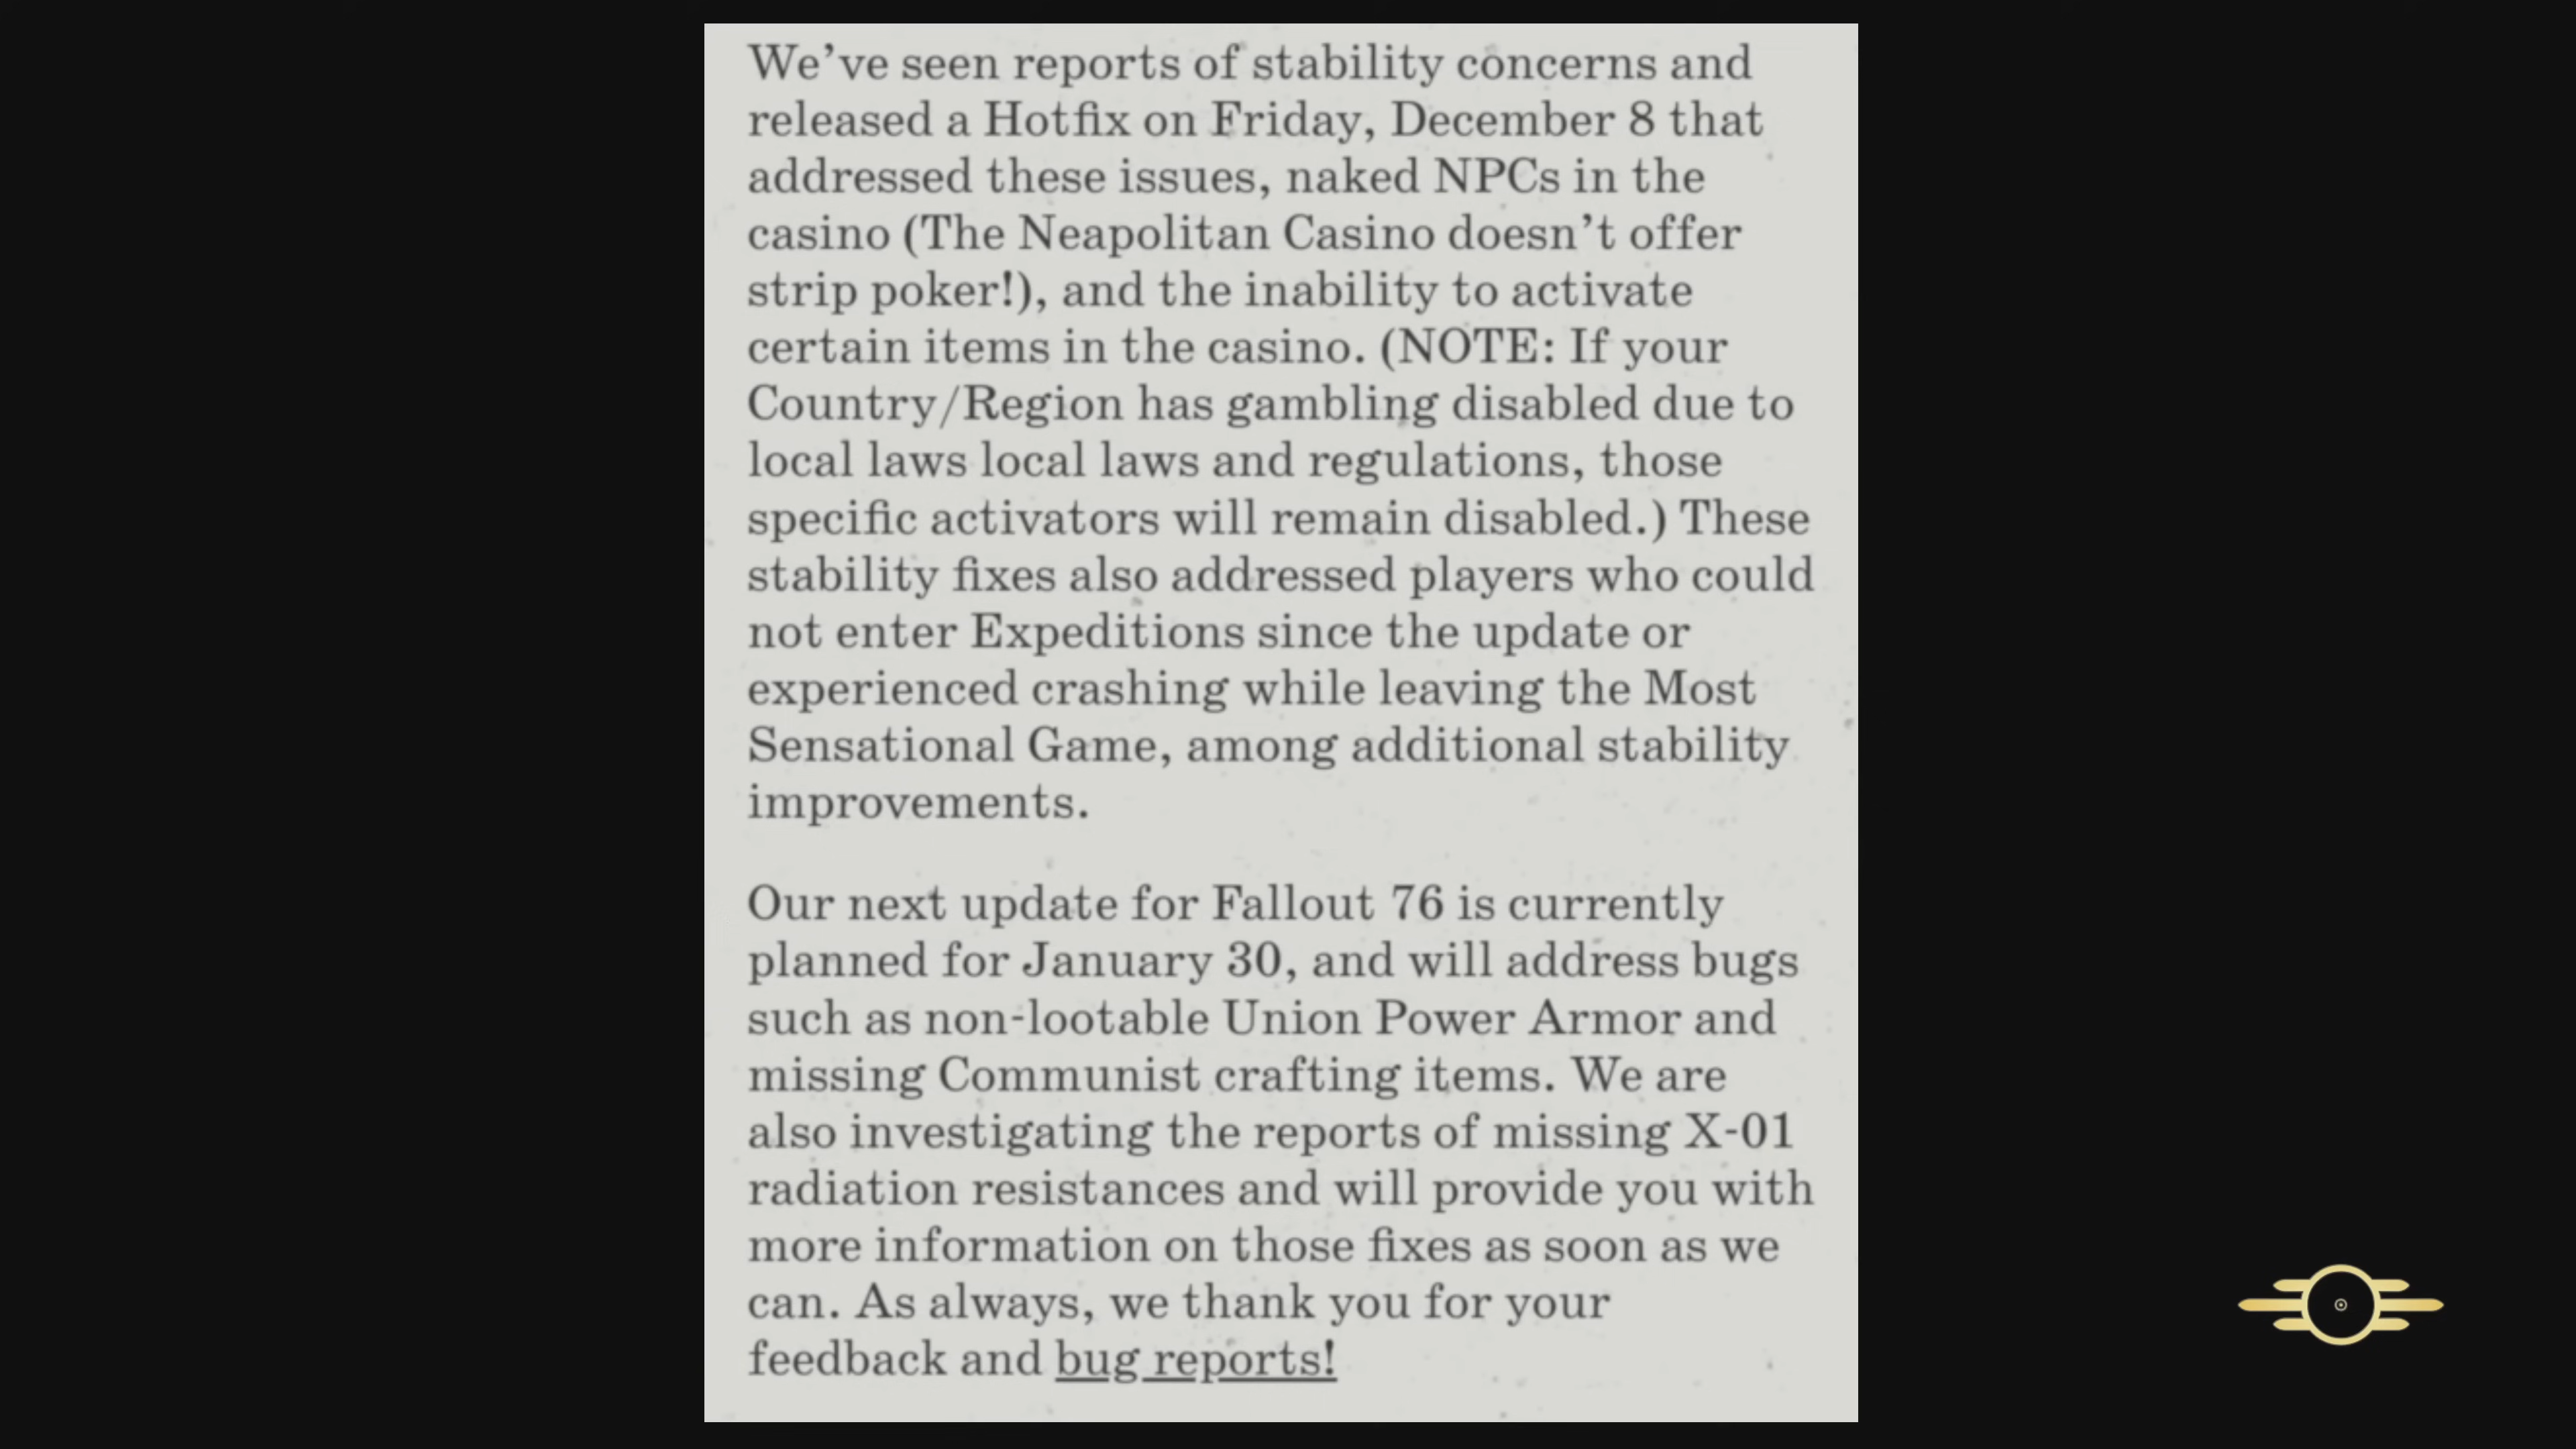 We've seen reports of stability concerns and
released a Hotfix on Friday, December 8 that
addressed these issues, naked NPCs in the
casino (The Neapolitan Casino doesn't offer
strip poker!), and the inability to activate
certain items in the casino. (NOTE: If your
Country/Region has gambling disabled due to
local laws local laws and regulations, those
specific activators will remain disabled.) These
stability fixes also addressed players who could
not enter Expeditions since the update or
experienced crashing while leaving the Most
Sensational Game, among additional stability
improvements.
Our next update for Fallout 76 is currently
planned for January 30, and will address bugs
such as non-lootable Union Power Armor and
missing Communist crafting items. We are
also investigating the reports of missing X-01
radiation resistances and will provide you with
more information on those fixes as soon as we
can. As always, we thank you for your
feedback and bug reports!